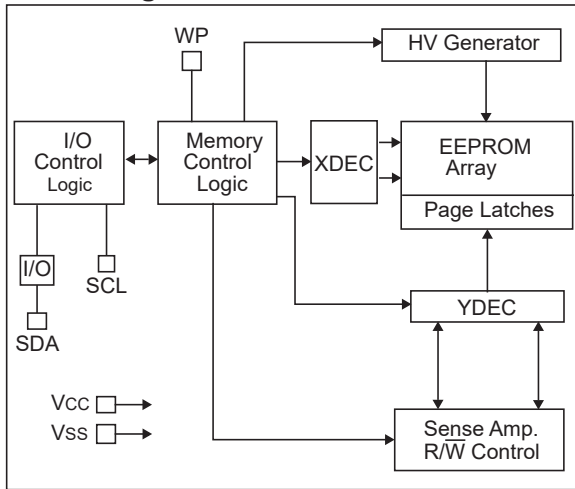 WP
HV Generator
I/O
Control
Logic
Memory
Control
Logic
XDEC
EEPROM
Array
Page Latches
I/O
SCL
SDA
YDEC
VCC
VSS
Sense Amp.
R/W̅ Control